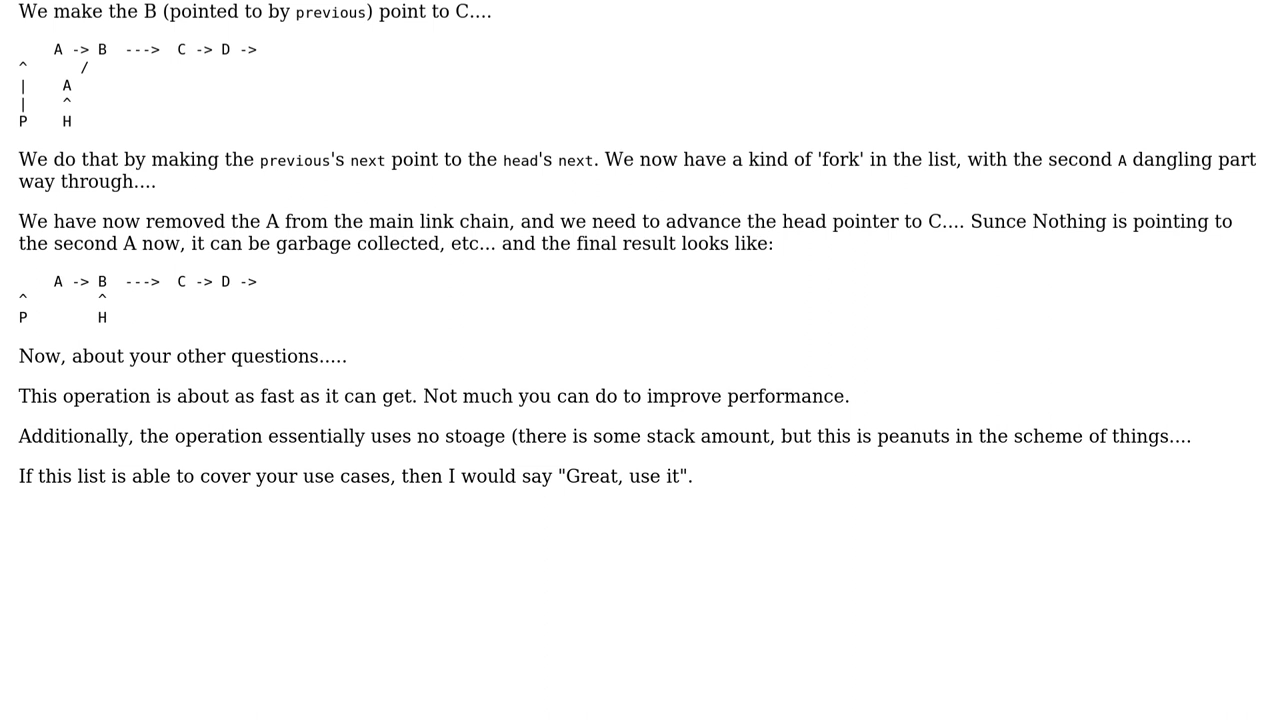 We make the B (pointed to by previous) point to C....
    A -> B  --->  C -> D ->
^      /
|    A
|    ^
P    H
We do that by making the previous's next point to the head's next. We now have a kind of 'fork' in the list, with the second A dangling part
way through....
We have now removed the A from the main link chain, and we need to advance the head pointer to C.... Sunce Nothing is pointing to
the second A now, it can be garbage collected, etc... and the final result looks like:
    A -> B  --->  C -> D ->
^        ^
P        H
Now, about your other questions.....
This operation is about as fast as it can get. Not much you can do to improve performance.
Additionally, the operation essentially uses no stoage (there is some stack amount, but this is peanuts in the scheme of things....
If this list is able to cover your use cases, then I would say "Great, use it".